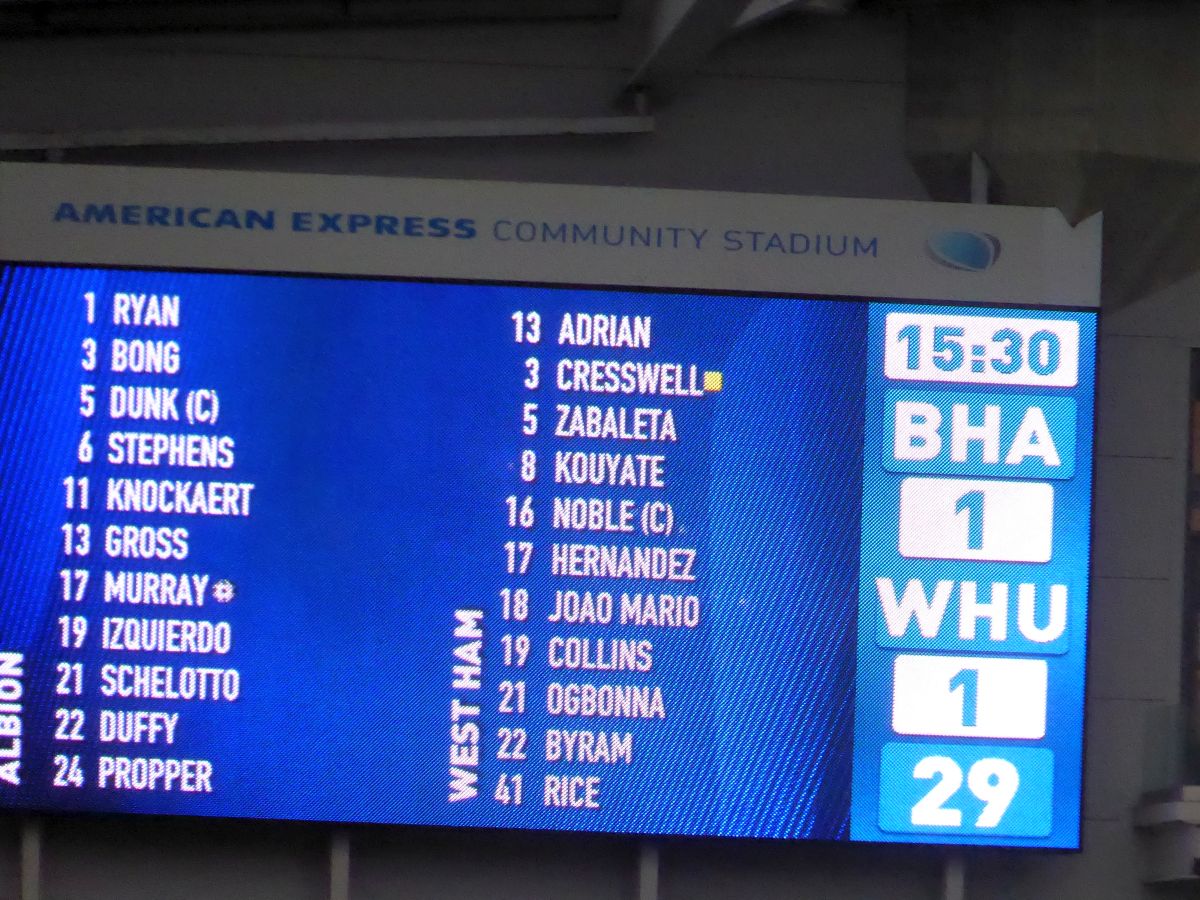 AMERICAN EXPRESS COMMUNITY STADIUM
ALBION
1 RYAN
3 BONG
5 DUNK (C)
6 STEPHENS
11 KNOCKAERT
13 GROSS
17 MURRAY
19 IZQUIERDO
21 SCHELOTTO
22 DUFFY
24 PROPPER
WEST HAM
13 ADRIAN
3 CRESSWELL
5 ZABALETA
8 KOUYATE
16 NOBLE (C)
17 HERNANDEZ
18 JOAO MARIO
19 COLLINS
21 OGBONNA
22 BYRAM
41 RICE
15:30
BHA
1
WHU
1
29